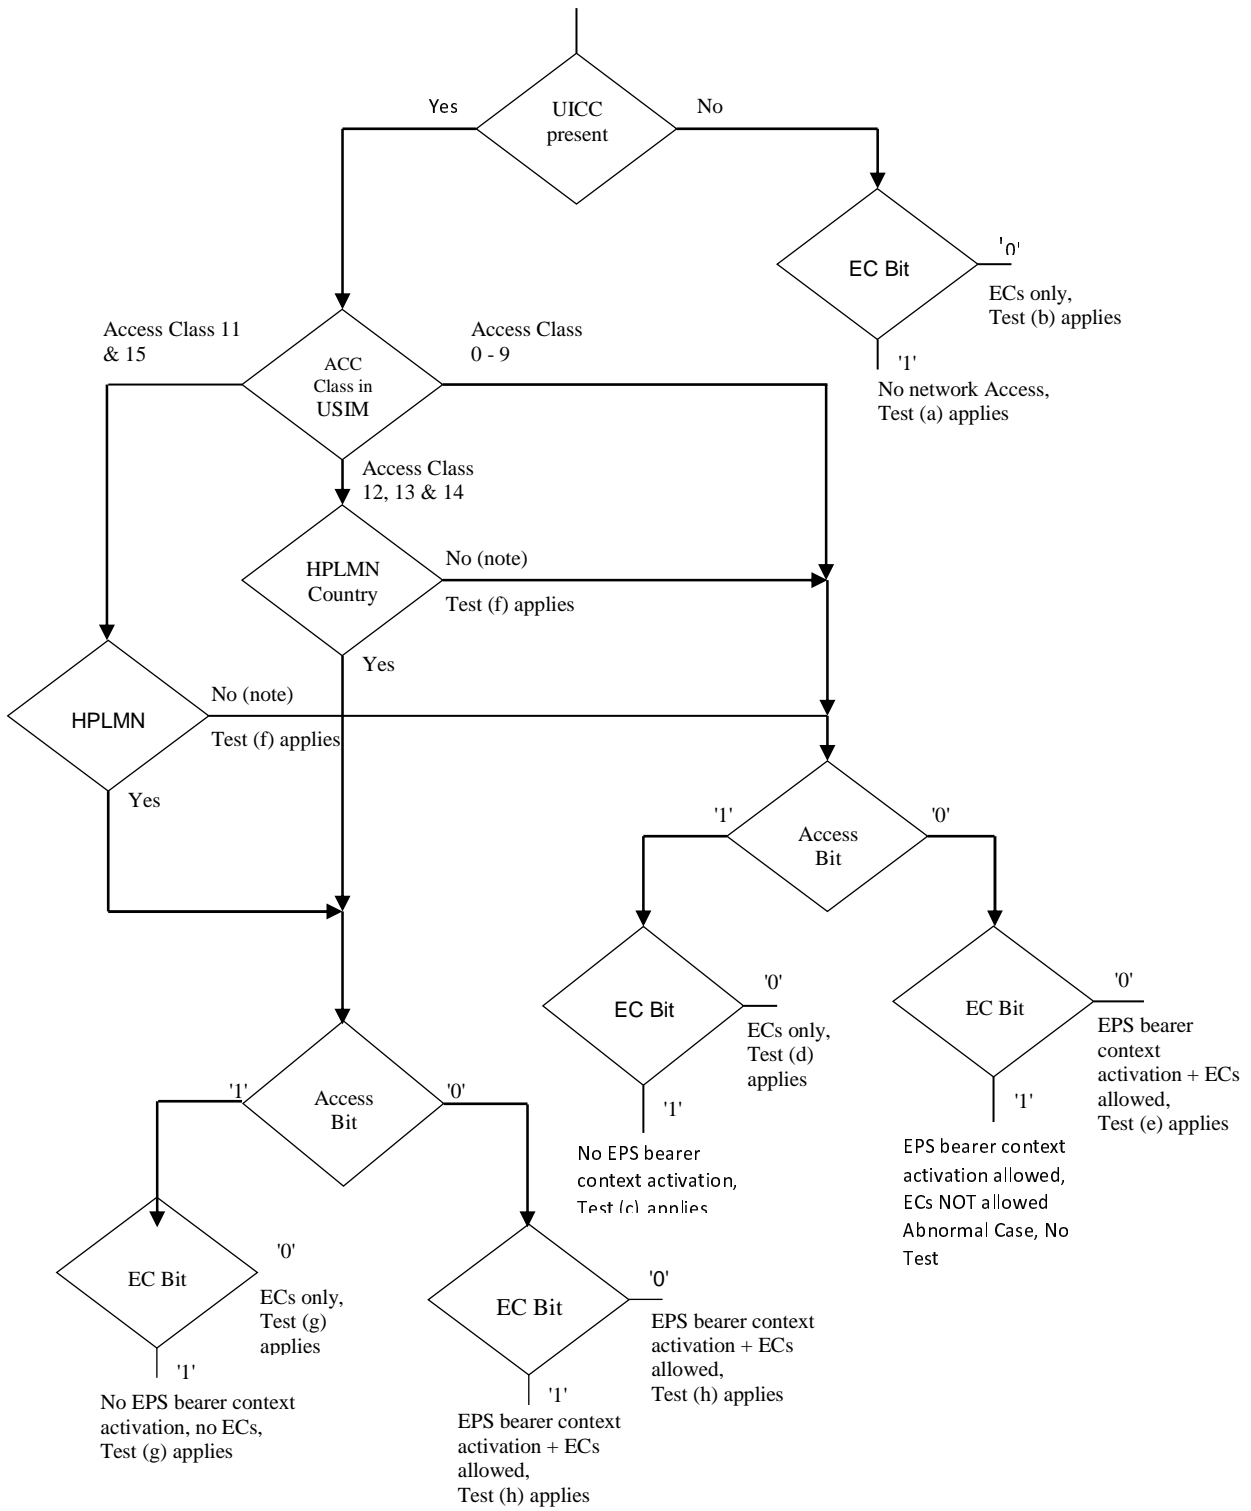 UICC
present
Yes
No
EC Bit
'0'
ECs only,
Test (b) applies
'1'
No network Access,
Test (a) applies
Access Class 11
& 15
ACC
Class in
USIM
Access Class
0 - 9
Access Class
12, 13 & 14
HPLMN
Country
No (note)
Test (f) applies
Yes
HPLMN
No (note)
Test (f) applies
Yes
Access
Bit
'1'
'0'
EC Bit
'0'
ECs only,
Test (d)
applies
'1'
No EPS bearer
context activation,
Test (c) applies
EC Bit
'0'
EPS bearer
context
activation + ECs
allowed,
Test (e) applies
'1'
EPS bearer context
activation allowed,
ECs NOT allowed
Abnormal Case, No
Test
Access
Bit
'1'
'0'
EC Bit
'0'
ECs only,
Test (g)
applies
'1'
No EPS bearer context
activation, no ECs,
Test (g) applies
EC Bit
'0'
EPS bearer context
activation + ECs
allowed,
Test (h) applies
'1'
EPS bearer context
activation + ECs
allowed,
Test (h) applies